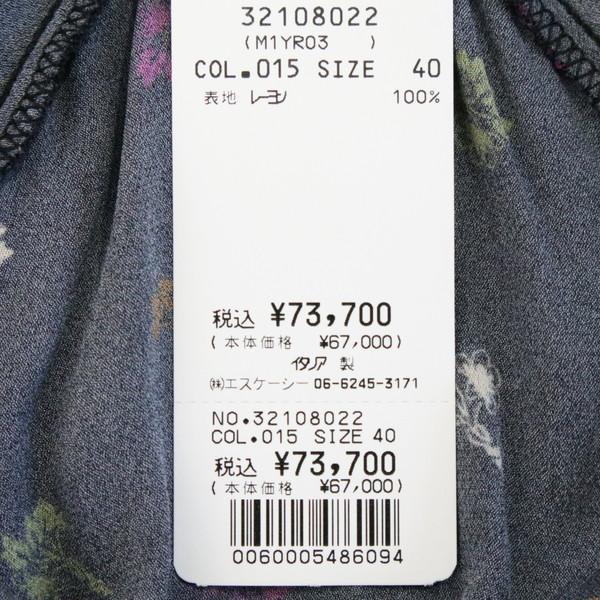 32108022
(M1YR03 )
COL.015 SIZE 40
表地 レーヨン 100%
税込 ¥73,700
(本体価格 ¥67,000)
イタリア 製
㈱エスケーシー 06-6245-3171
NO.32108022
COL.015 SIZE 40
税込 ¥73,700
(本体価格 ¥67,000)
0060005486094